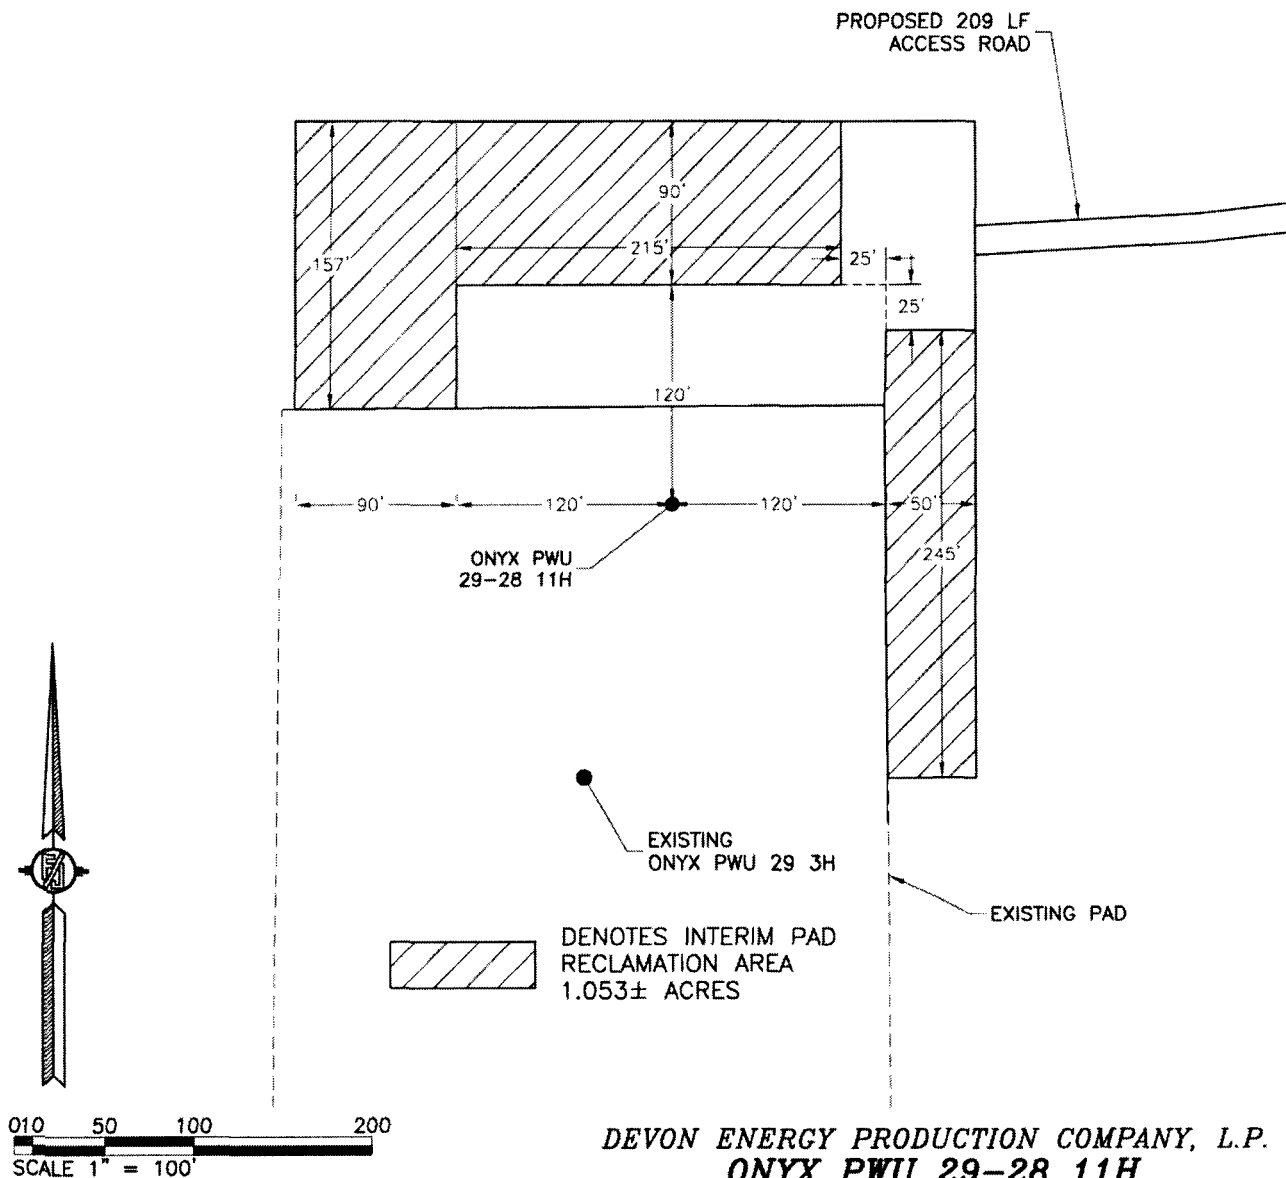 PROPOSED 209 LF
ACCESS ROAD
90'
215'
157'
25'
25'
120'
90'
120'
120'
50'
245'
ONYX PWU
29-28 11H
EXISTING
ONYX PWU 29 3H
EXISTING PAD
DENOTES INTERIM PAD
RECLAMATION AREA
1.053± ACRES
010 50 100 200
SCALE 1" = 100'
DEVON ENERGY PRODUCTION COMPANY, L.P.
ONYX PWU 29-28 11H